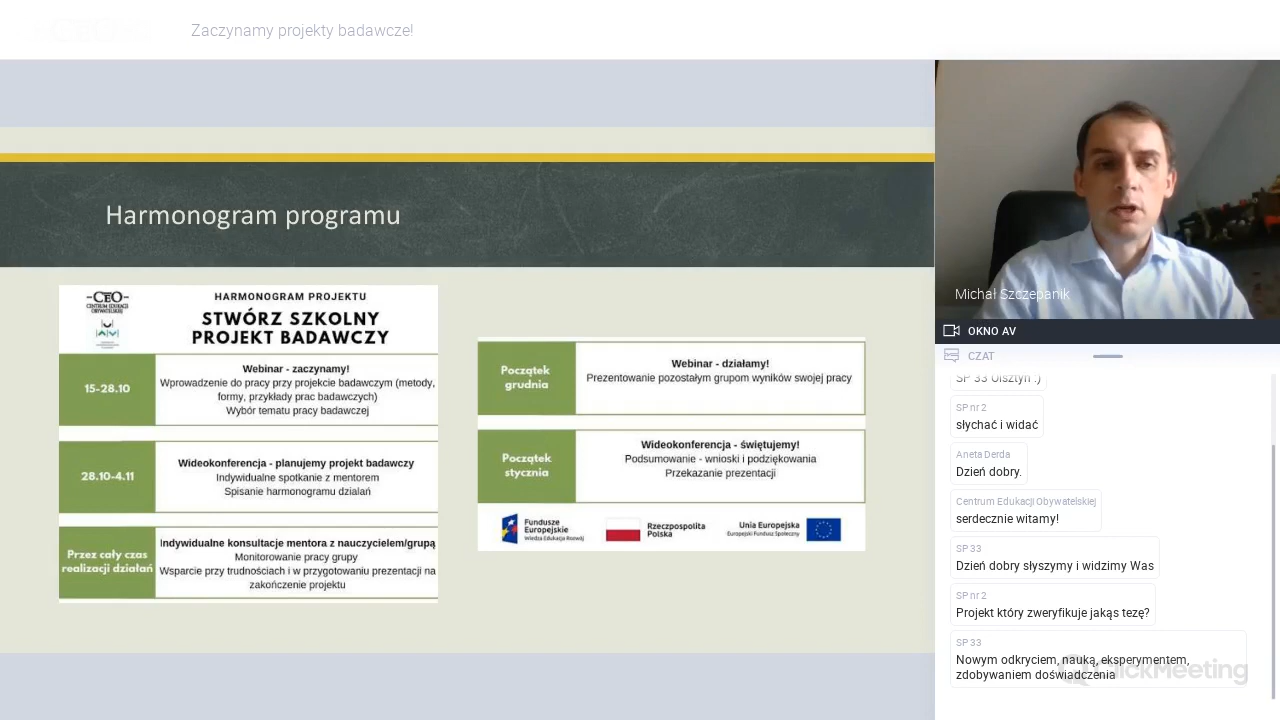 Zaczynamy projekty badawcze!
Harmonogram programu
CEO
CENTRUM EDUKACJI
OBYWATELSKIEJ
HARMONOGRAM PROJEKTU
STWÓRZ SZKOLNY
PROJEKT BADAWCZY
15-28.10
Webinar - zaczynamy!
Wprowadzenie do pracy przy projekcie badawczym (metody,
formy, przykłady prac badawczych)
Wybór tematu pracy badawczej
28.10-4.11
Wideokonferencja - planujemy projekt badawczy
Indywidualne spotkanie z mentorem
Spisanie harmonogramu działań
Przez cały czas
realizacji działań
Indywidualne konsultacje mentora z nauczycielem/grupą
Monitorowanie pracy grupy
Wsparcie przy trudnościach i w przygotowaniu prezentacji na
zakończenie projektu
Początek
grudnia
Webinar - działamy!
Prezentowanie pozostałym grupom wyników swojej pracy
Początek
stycznia
Wideokonferencja - świętujemy!
Podsumowanie - wnioski i podziękowania
Przekazanie prezentacji
Fundusze
Europejskie
Wiedza Edukacja Rozwój
Rzeczpospolita
Polska
Unia Europejska
Europejski Fundusz Społeczny
Michał Szczepanik
OKNO AV
CZAT
SP 33 Olsztyn :)
SP nr 2
słychać i widać
Aneta Derda
Dzień dobry.
Centrum Edukacji Obywatelskiej
serdecznie witamy!
SP 33
Dzień dobry słyszymy i widzimy Was
SP nr 2
Projekt który zweryfikuje jakąs tezę?
SP 33
Nowym odkryciem, nauką, eksperymentem,
zdobywaniem doświadczenia
QuickMeeting